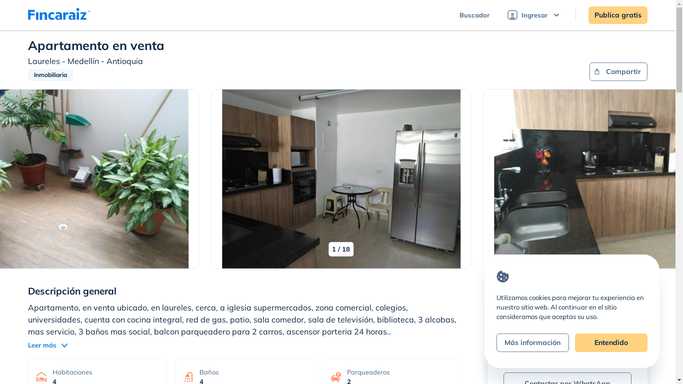 Fincaraiz
Buscador
Ingresar
Publica gratis
Apartamento en venta
Laureles - Medellín - Antioquia
Inmobiliaria
Compartir
1 / 18
Descripción general
Apartamento, en venta ubicado, en laureles, cerca, a iglesia supermercados, zona comercial, colegios,
universidades, cuenta con cocina integral, red de gas, patio, sala comedor, sala de televisión, biblioteca, 3 alcobas,
mas servicio, 3 baños mas social, balcon parqueadero para 2 carros, ascensor porteria 24 horas...
Leer más
Habitaciones
4
Baños
4
Parqueaderos
2
Utilizamos cookies para mejorar tu experiencia en
nuestro sitio web. Al continuar en el sitio
consideramos que aceptas su uso.
Más información
Entendido
Contactar por WhatsApp